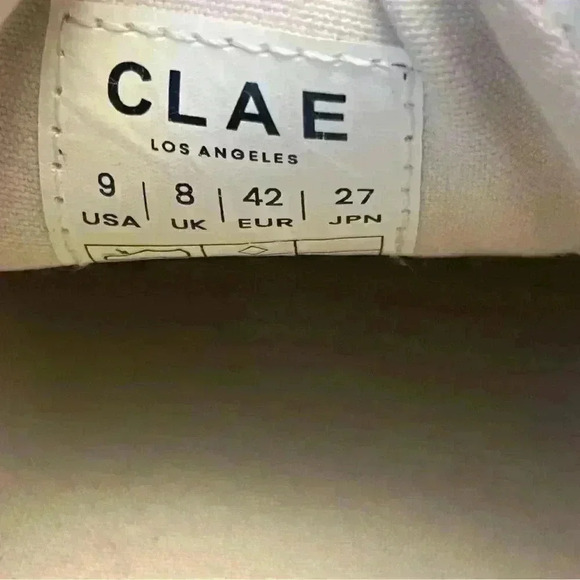 CLAE
LOS ANGELES
9 | 8 | 42 | 27
USA | UK | EUR | JPN